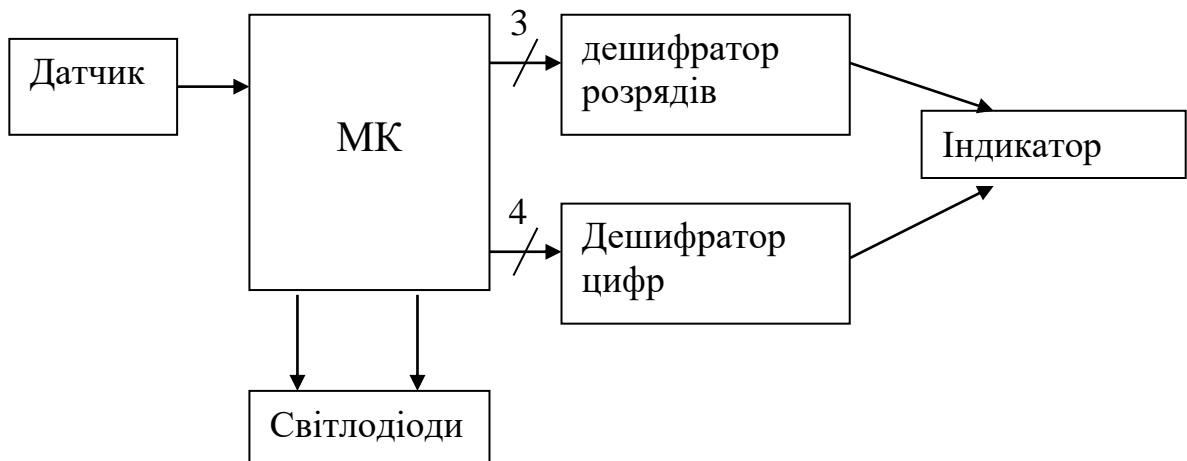 Датчик
МК
3
дешифратор
розрядів
Індикатор
4
Дешифратор
цифр
Світлодіоди